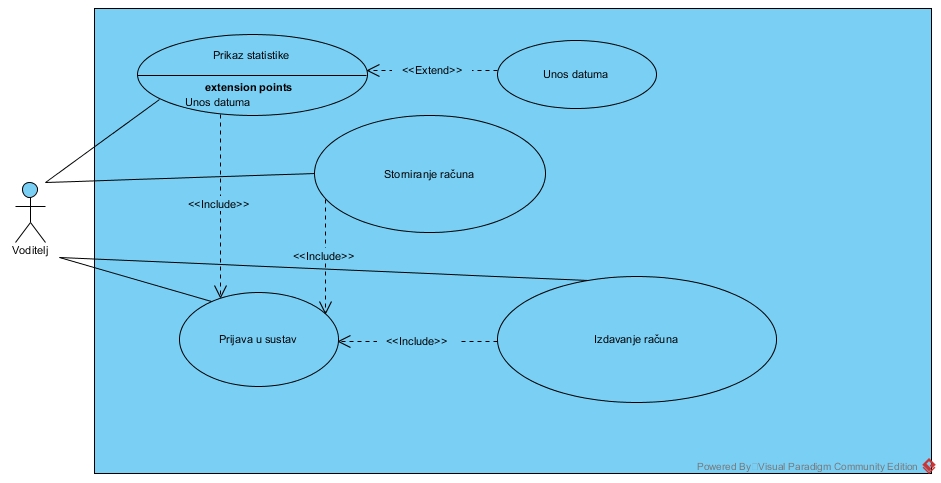 Prikaz statistike
extension points
Unos datuma
<<Extend>>
Unos datuma
Storniranje računa
<<Include>>
Voditelj
<<Include>>
Prijava u sustav
<<Include>>
Izdavanje računa
Powered By Visual Paradigm Community Edition